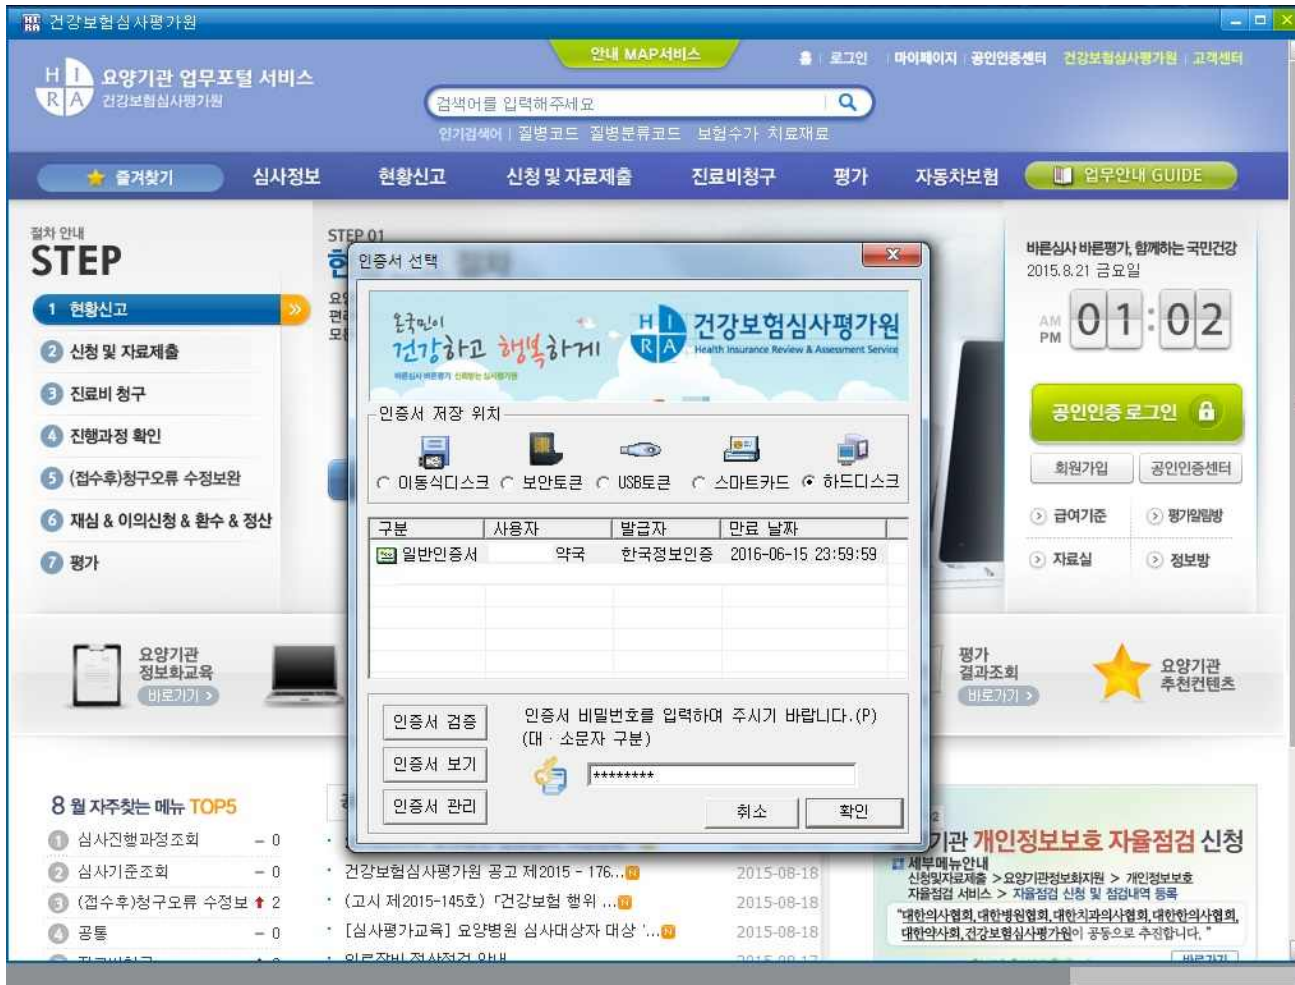 건강보험심사평가원
안내 MAP서비스
홈 로그인 마이페이지 공인인증센터 건강보험심사평가원 고객센터
HIRA 요양기관 업무포털 서비스
건강보험심사평가원
검색어를 입력해주세요
인기검색어 | 질병코드 질병분류코드 보험수가 치료재료
즐겨찾기 심사정보 현황신고 신청 및 자료제출 진료비청구 평가 자동차보험 업무안내 GUIDE
절차 안내
STEP
1 현황신고
2 신청 및 자료제출
3 진료비 청구
4 진행과정 확인
5 (접수후)청구오류 수정보완
6 재심 & 이의신청 & 환수 & 정산
7 평가
STEP 01
인증서 선택
온국민이
건강하고 행복하게
HIRA 건강보험심사평가원
Health Insurance Review & Assessment Service
인증서 저장 위치
이동식디스크 보안토큰 USB토큰 스마트카드 하드디스크
구분 사용자 발급자 만료 날짜
일반인증서 약국 한국정보인증 2016-06-15 23:59:59
인증서 검증
인증서 보기
인증서 관리
인증서 비밀번호를 입력하여 주시기 바랍니다.(P)
(대ㆍ소문자 구분)
********
취소 확인
바른심사 바른평가, 함께하는 국민건강
2015.8.21 금요일
AM
PM
01:02
공인인증 로그인
회원가입 공인인증센터
급여기준 평가알림방
자료실 정보방
요양기관
정보화교육
바로가기 >
평가
결과조회
바로가기 >
요양기관
추천컨텐츠
8월 자주찾는 메뉴 TOP5
1 심사진행과정조회 – 0
2 심사기준조회 – 0
3 (접수후)청구오류 수정보 2
4 공통 – 0
건강보험심사평가원 공고 제2015 - 176... 2015-08-18
(고시 제2015-145호) 「건강보험 행위 ... 2015-08-18
[심사평가교육] 요양병원 심사대상자 대상 '... 2015-08-18
기관 개인정보보호 자율점검 신청
세부메뉴안내
신청및자료제출 > 요양기관정보화지원 > 개인정보보호
자율점검 서비스 > 자율점검 신청 및 점검내역 등록
"대한의사협회, 대한병원협회, 대한치과의사협회, 대한한의사협회,
대한약사회, 건강보험심사평가원이 공동으로 추진합니다."